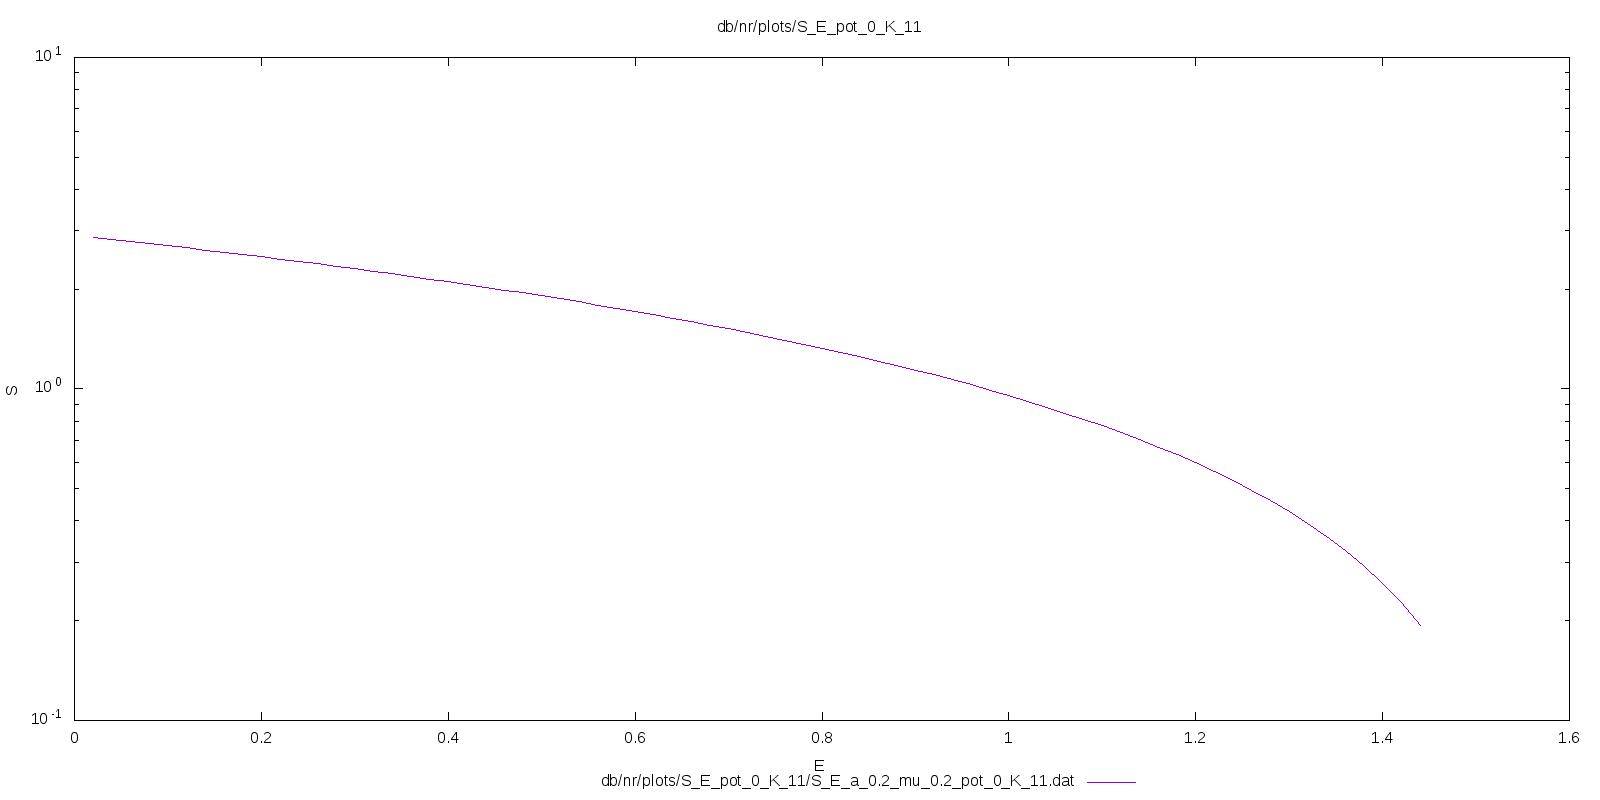 db/nr/plots/S_E_pot_0_K_11
10^1
10^0
10^-1
S
0 0.2 0.4 0.6 0.8 1 1.2 1.4 1.6
E
db/nr/plots/S_E_pot_0_K_11/S_E_a_0.2_mu_0.2_pot_0_K_11.dat